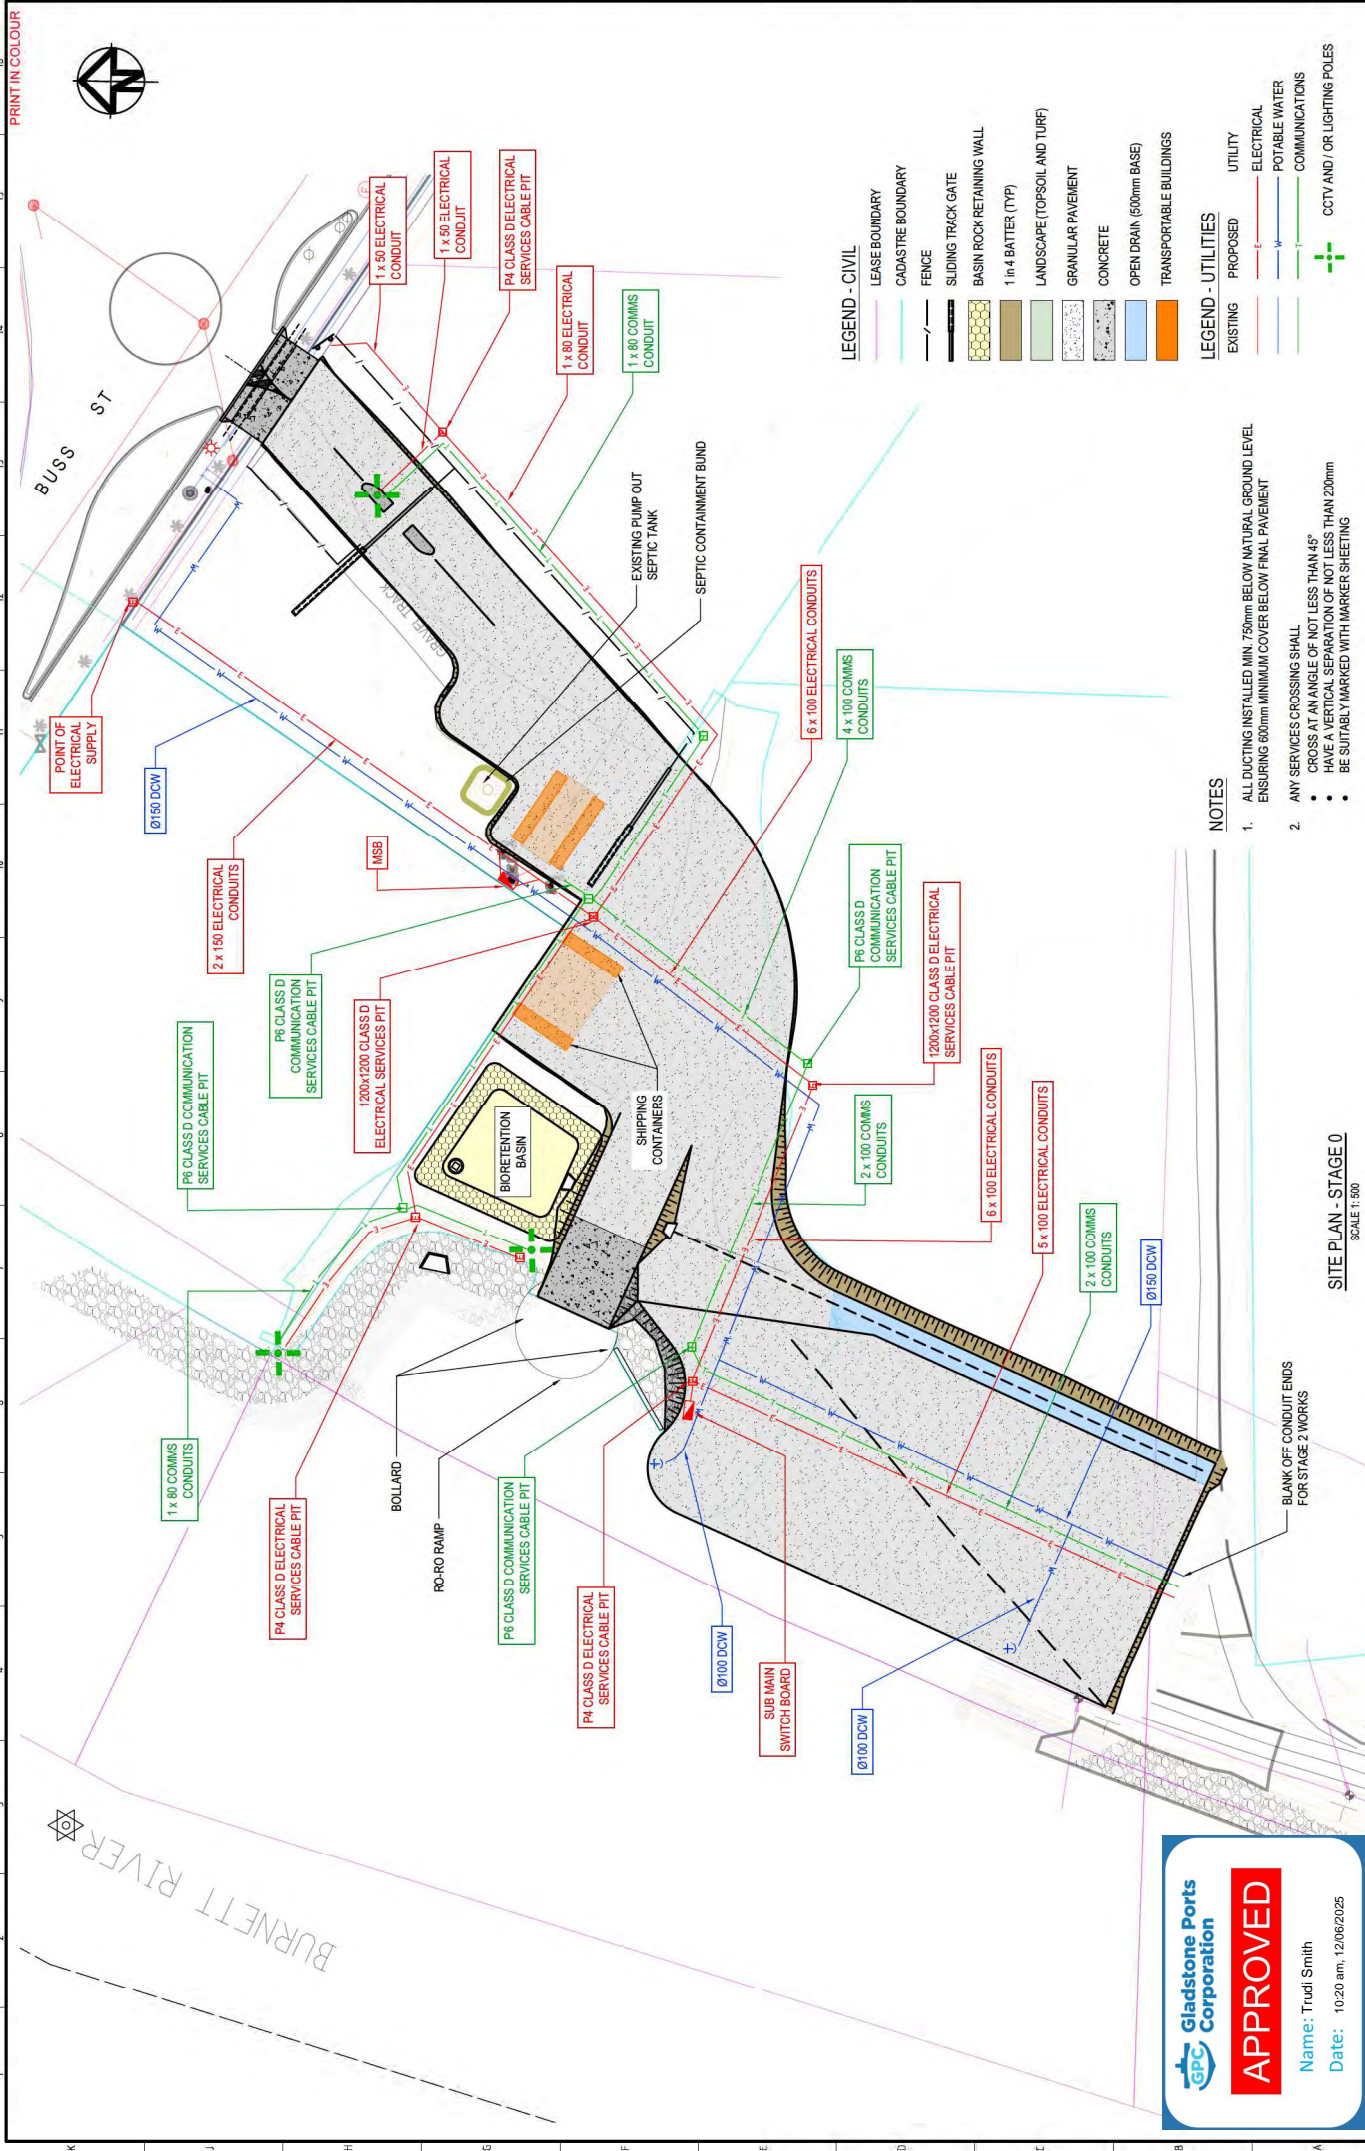 PRINT IN COLOUR
N
BUSS ST
F
1 x 50 ELECTRICAL
CONDUIT
1 x 50 ELECTRICAL
CONDUIT
P4 CLASS D ELECTRICAL
SERVICES CABLE PIT
1 x 80 ELECTRICAL
CONDUIT
1 x 80 COMMS
CONDUIT
GRAVEL TRACK
EXISTING PUMP OUT
SEPTIC TANK
SEPTIC CONTAINMENT BUND
6 x 100 ELECTRICAL CONDUITS
4 x 100 COMMS
CONDUITS
POINT OF
ELECTRICAL
SUPPLY
Ø150 DCW
2 x 150 ELECTRICAL
CONDUITS
MSB
P6 CLASS D
COMMUNICATION
SERVICES CABLE PIT
1200x1200 CLASS D
ELECTRCAL SERVICES PIT
P6 CLASS D COMMUNICATION
SERVICES CABLE PIT
P6 CLASS D
COMMUNICATION
SERVICES CABLE PIT
1200x1200 CLASS D ELECTRICAL
SERVICES CABLE PIT
BIORETENTION
BASIN
SHIPPING
CONTAINERS
2 x 100 COMMS
CONDUITS
6 x 100 ELECTRICAL CONDUITS
5 x 100 ELECTRICAL CONDUITS
2 x 100 COMMS
CONDUITS
Ø150 DCW
BLANK OFF CONDUIT ENDS
FOR STAGE 2 WORKS
1 x 80 COMMS
CONDUITS
P4 CLASS D ELECTRICAL
SERVICES CABLE PIT
BOLLARD
RO-RO RAMP
P6 CLASS D COMMUNICATION
SERVICES CABLE PIT
P4 CLASS D ELECTRICAL
SERVICES CABLE PIT
Ø100 DCW
SUB MAIN
SWITCH BOARD
Ø100 DCW
BURNETT RIVER
LEGEND - CIVIL
LEASE BOUNDARY
CADASTRE BOUNDARY
FENCE
SLIDING TRACK GATE
BASIN ROCK RETAINING WALL
1 in 4 BATTER (TYP)
LANDSCAPE (TOPSOIL AND TURF)
GRANULAR PAVEMENT
CONCRETE
OPEN DRAIN (500mm BASE)
TRANSPORTABLE BUILDINGS
LEGEND - UTILITIES
EXISTING PROPOSED UTILITY
E ELECTRICAL
W POTABLE WATER
T COMMUNICATIONS
CCTV AND / OR LIGHTING POLES
NOTES
1. ALL DUCTING INSTALLED MIN. 750mm BELOW NATURAL GROUND LEVEL
ENSURING 600mm MINIMUM COVER BELOW FINAL PAVEMENT
2. ANY SERVICES CROSSING SHALL
• CROSS AT AN ANGLE OF NOT LESS THAN 45°
• HAVE A VERTICAL SEPARATION OF NOT LESS THAN 200mm
• BE SUITABLY MARKED WITH MARKER SHEETING
SITE PLAN - STAGE 0
SCALE 1:500
GPC Gladstone Ports
Corporation
APPROVED
Name: Trudi Smith
Date: 10:20 am, 12/06/2025